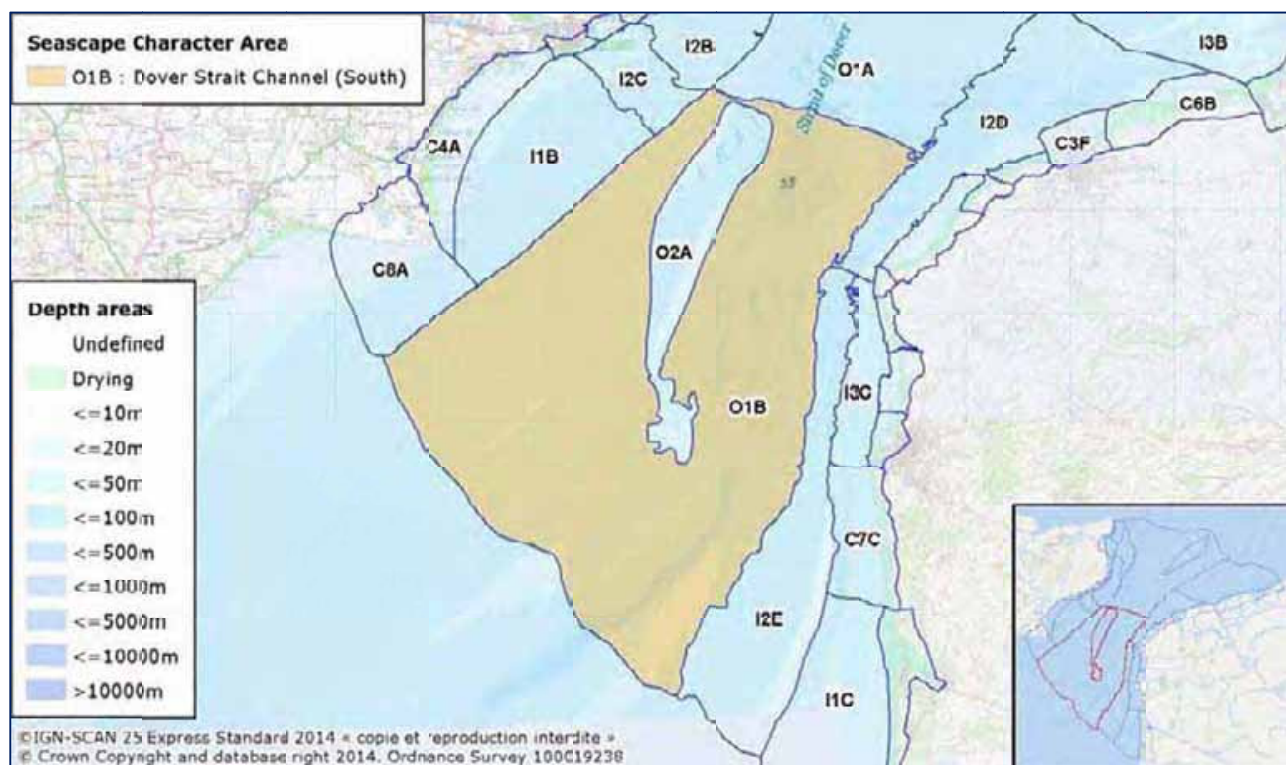 Seascape Character Area
O1B : Dover Strait Channel (South)
Depth areas
Undefined
Drying
<=10m
<=20m
<=50m
<=100m
<=500m
<=1000m
<=5000m
<=10000m
>10000m
I2B
O1A
I3B
I2C
Strait of Dover
C6B
I2D
C4A
C3F
I1B
55
O2A
C8A
I3C
O1B
C7C
I2E
I1C
©IGN-SCAN 25 Express Standard 2014 « copie et reproduction interdite »
© Crown Copyright and database right 2014. Ordnance Survey 100019238